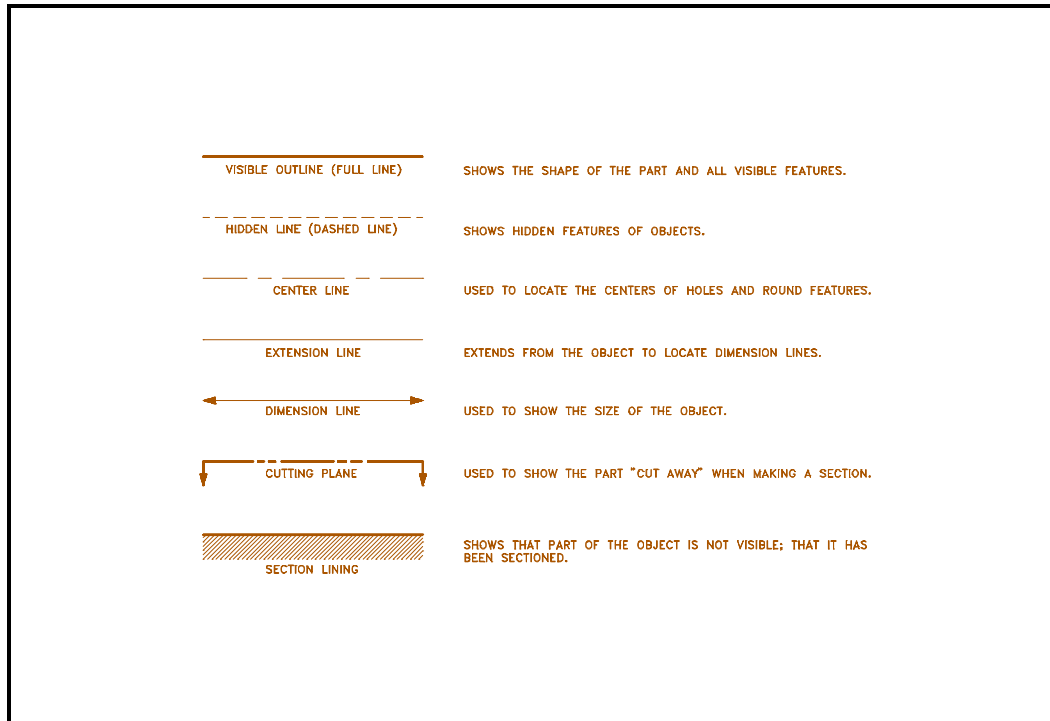 VISIBLE OUTLINE (FULL LINE)
SHOWS THE SHAPE OF THE PART AND ALL VISIBLE FEATURES.
HIDDEN LINE (DASHED LINE)
SHOWS HIDDEN FEATURES OF OBJECTS.
CENTER LINE
USED TO LOCATE THE CENTERS OF HOLES AND ROUND FEATURES.
EXTENSION LINE
EXTENDS FROM THE OBJECT TO LOCATE DIMENSION LINES.
DIMENSION LINE
USED TO SHOW THE SIZE OF THE OBJECT.
CUTTING PLANE
USED TO SHOW THE PART "CUT AWAY" WHEN MAKING A SECTION.
SECTION LINING
SHOWS THAT PART OF THE OBJECT IS NOT VISIBLE; THAT IT HAS
BEEN SECTIONED.